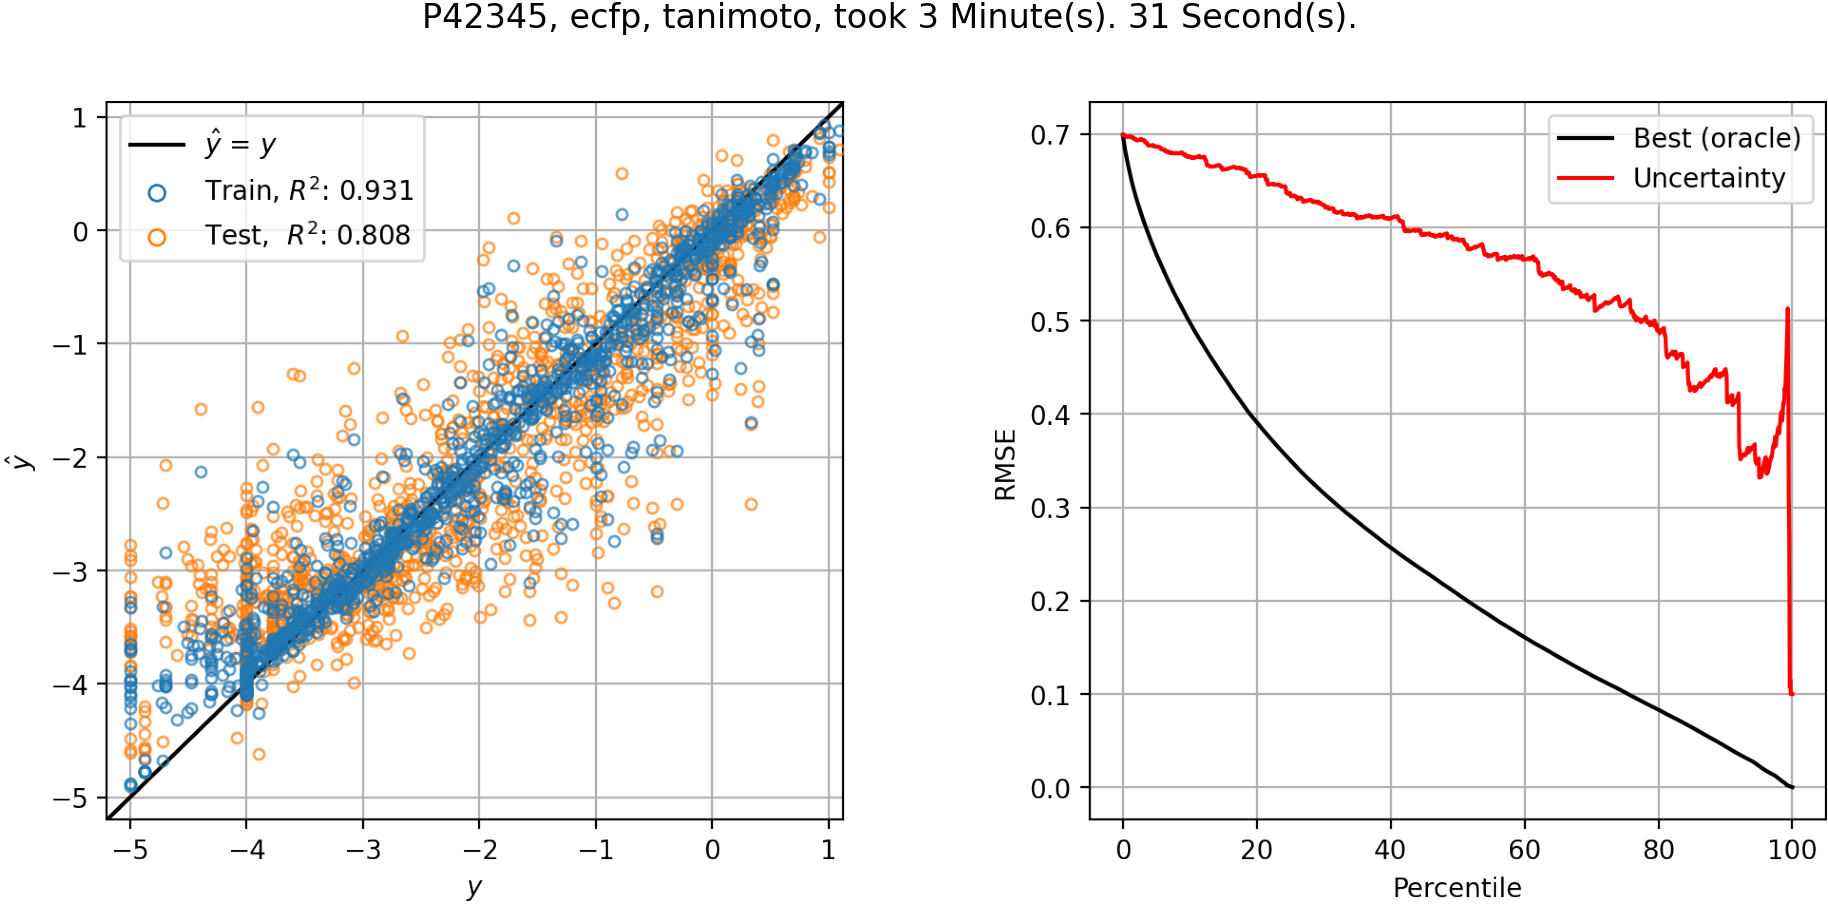 P42345, ecfp, tanimoto, took 3 Minute(s). 31 Second(s).
ŷ = y
Train, R²: 0.931
Test, R²: 0.808
1
0
−1
−2
−3
−4
−5
ŷ
−5 −4 −3 −2 −1 0 1
y
Best (oracle)
Uncertainty
0.7
0.6
0.5
0.4
0.3
0.2
0.1
0.0
RMSE
0 20 40 60 80 100
Percentile